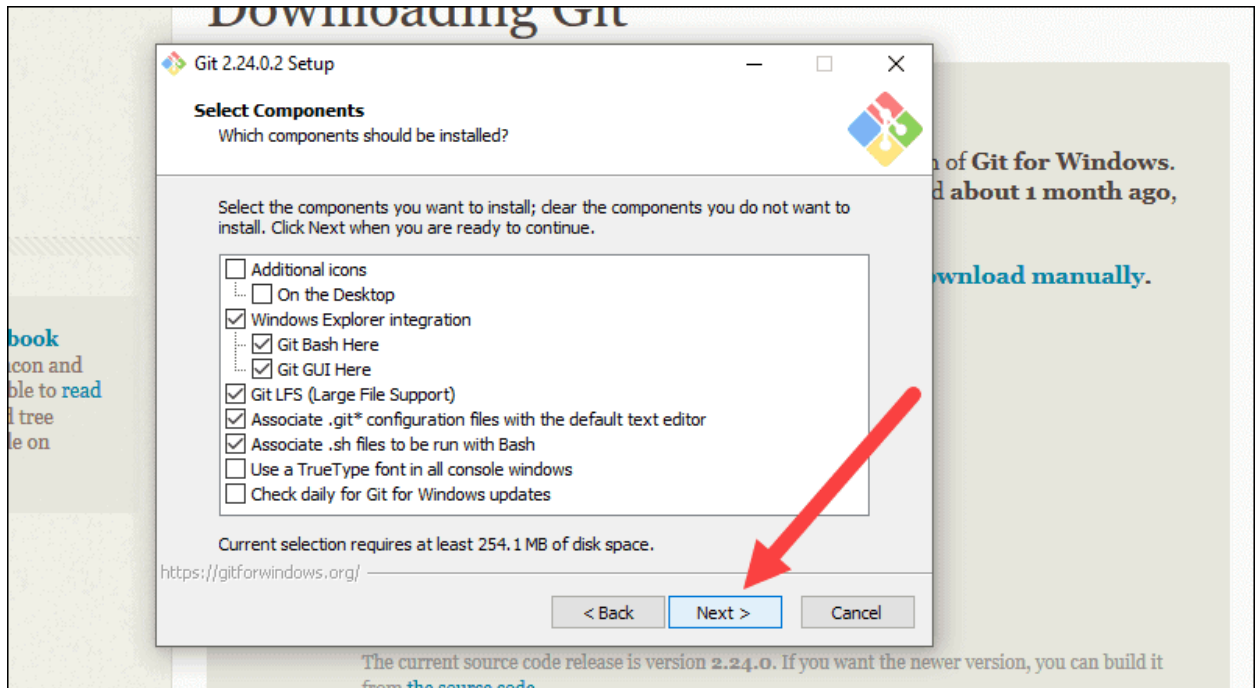 Downloading Git
Git 2.24.0.2 Setup
Select Components
Which components should be installed?
Select the components you want to install; clear the components you do not want to
install. Click Next when you are ready to continue.
Additional icons
On the Desktop
Windows Explorer integration
Git Bash Here
Git GUI Here
Git LFS (Large File Support)
Associate .git* configuration files with the default text editor
Associate .sh files to be run with Bash
Use a TrueType font in all console windows
Check daily for Git for Windows updates
Current selection requires at least 254.1 MB of disk space.
https://gitforwindows.org/
< Back Next > Cancel
of Git for Windows.
about 1 month ago,
manually.
book
and
to read
tree
on
The current source code release is version 2.24.0. If you want the newer version, you can build it
from the source code.